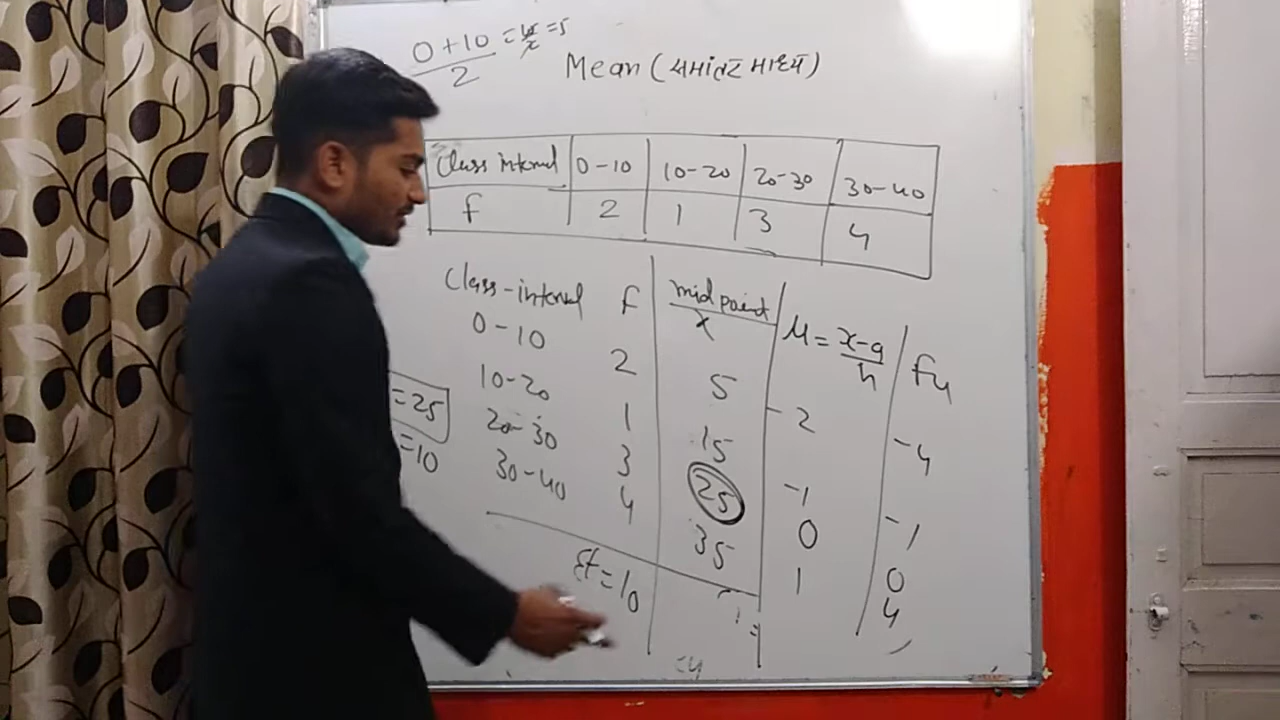 0+10/2 = 10/2 = 5
Mean (समांतर माध्य)
Class interval 0-10 10-20 20-30 30-40
f 2 1 3 4
Class-interval f mid point x u = x-a/h fu
0-10 2 5 -2 -4
10-20 1 15 -1 -1
20-30 3 25 0 0
30-40 4 35 1 4
Σf=10
=25
=10